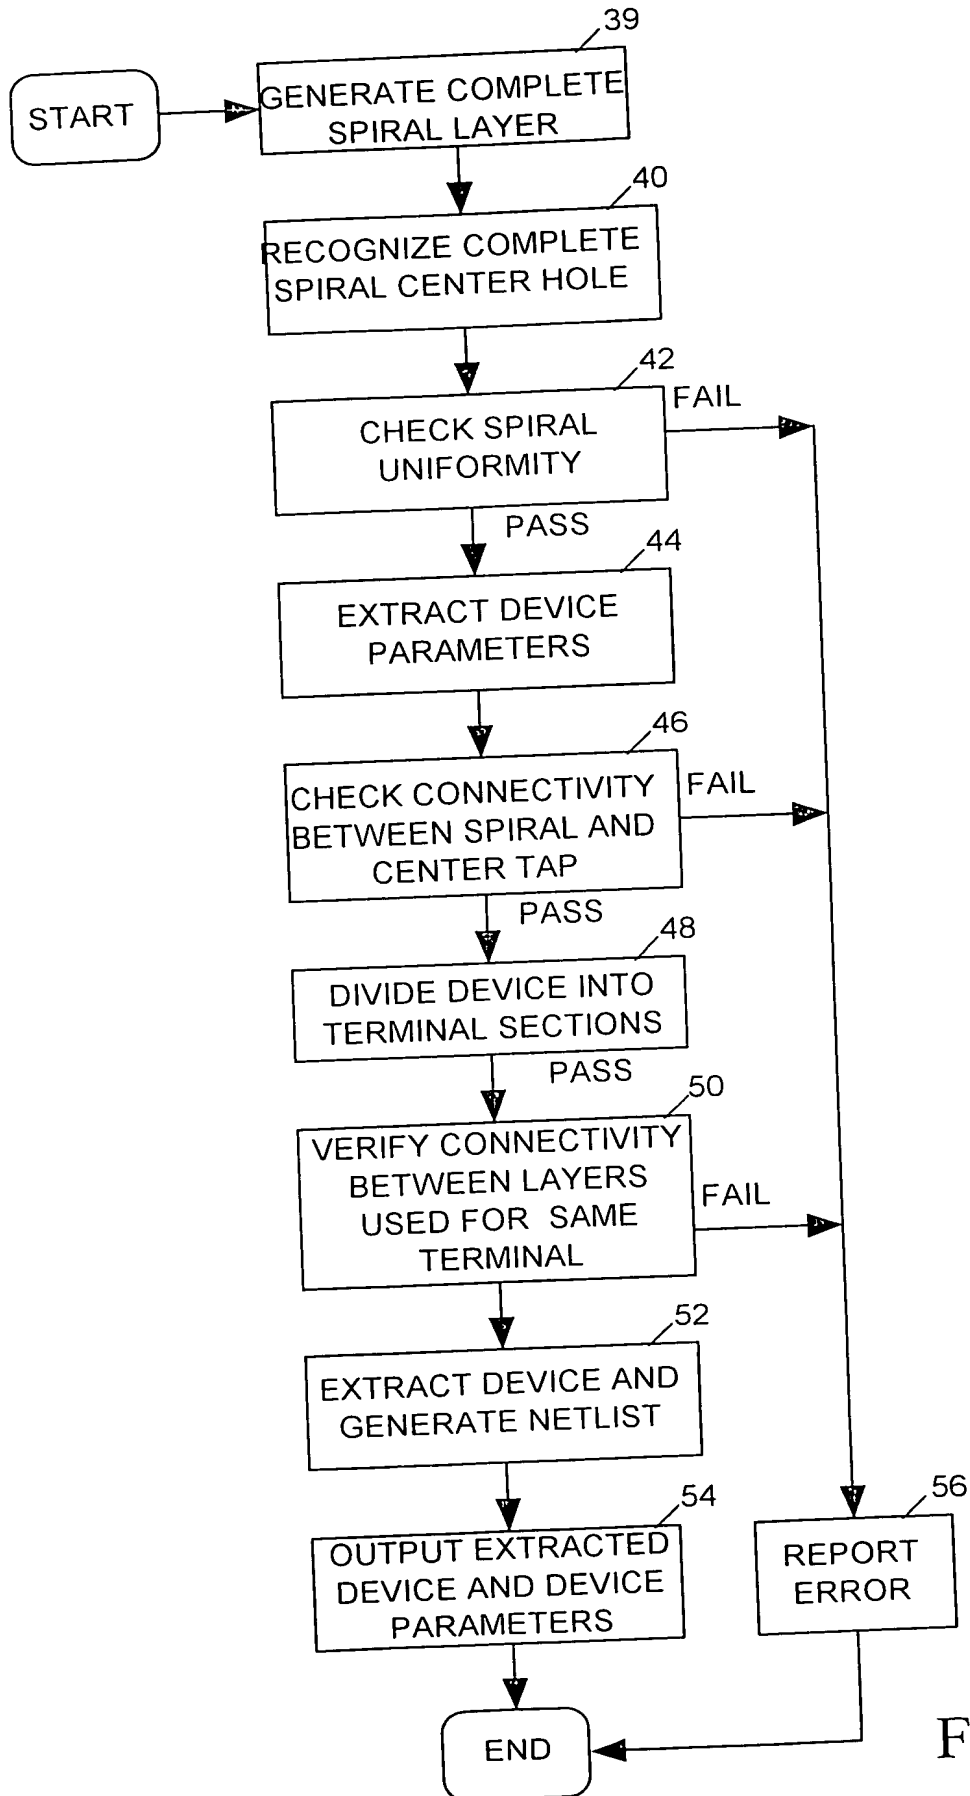 39
START
GENERATE COMPLETE
SPIRAL LAYER
40
RECOGNIZE COMPLETE
SPIRAL CENTER HOLE
42
FAIL
CHECK SPIRAL
UNIFORMITY
PASS
44
EXTRACT DEVICE
PARAMETERS
46
FAIL
CHECK CONNECTIVITY
BETWEEN SPIRAL AND
CENTER TAP
PASS
48
DIVIDE DEVICE INTO
TERMINAL SECTIONS
PASS
50
VERIFY CONNECTIVITY
BETWEEN LAYERS
USED FOR SAME
TERMINAL
FAIL
52
EXTRACT DEVICE AND
GENERATE NETLIST
54
OUTPUT EXTRACTED
DEVICE AND DEVICE
PARAMETERS
56
REPORT
ERROR
END
F